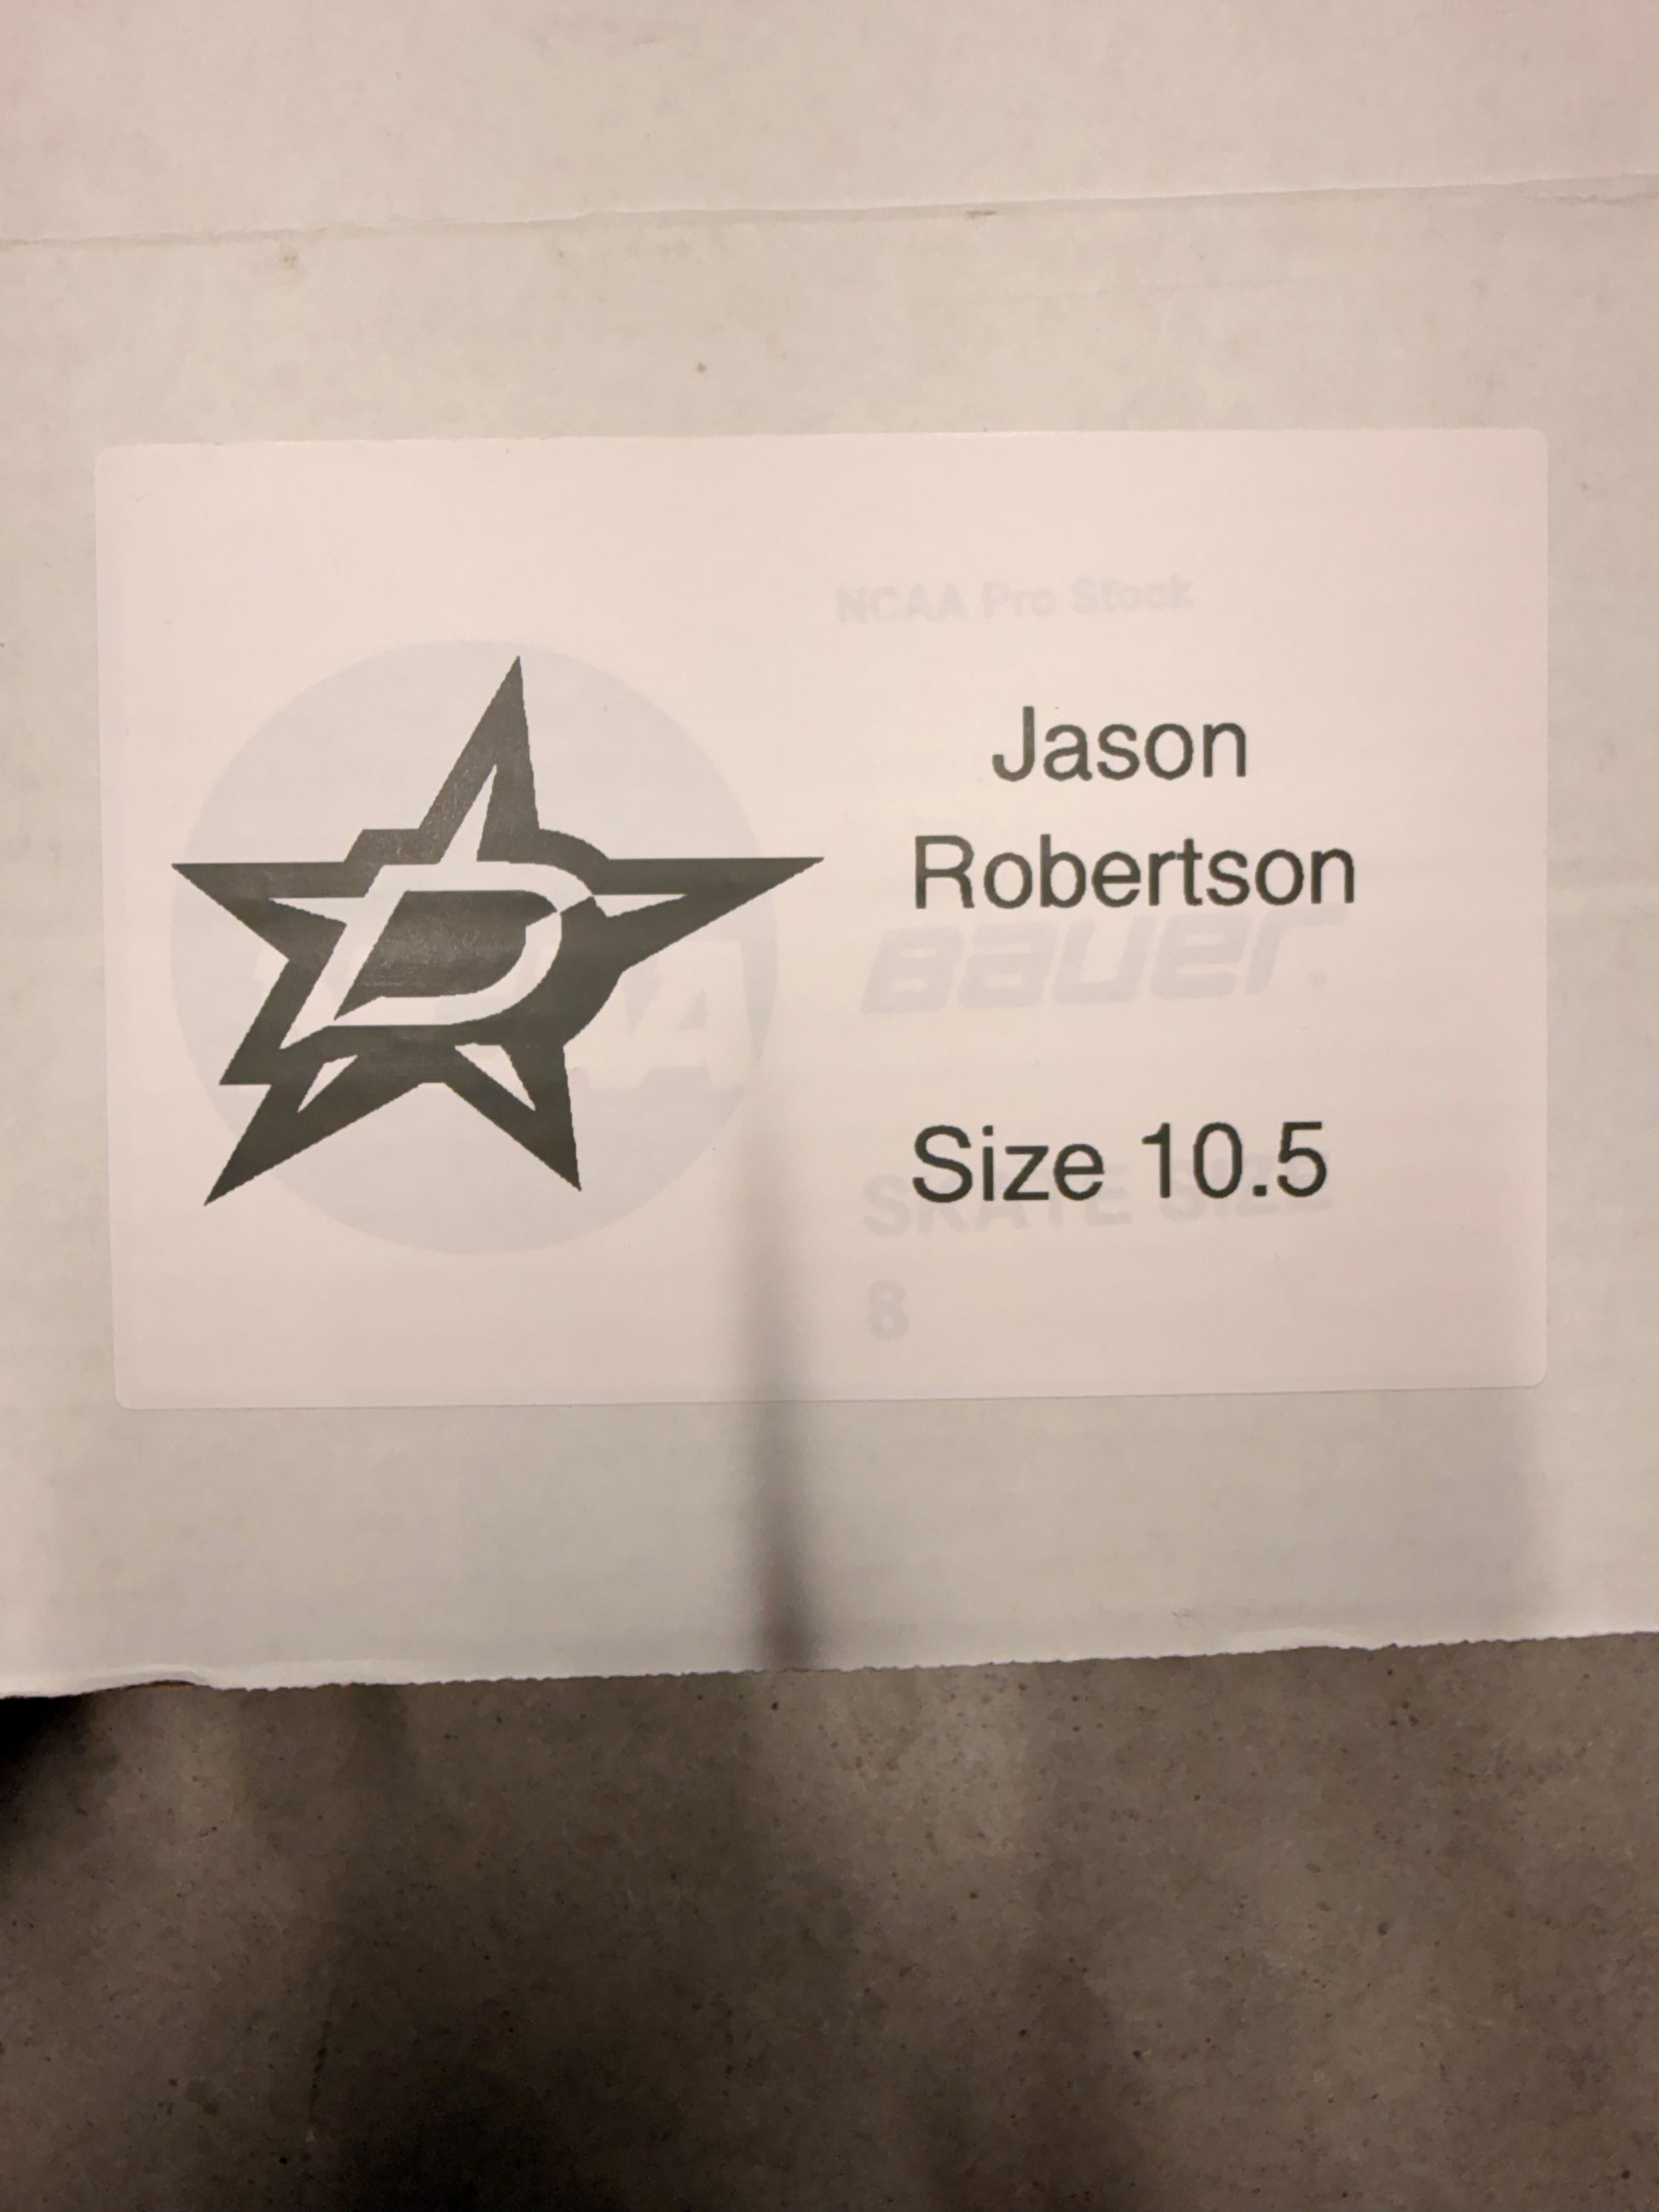 NCAA Pro Stock
Jason
Robertson
BAUER
Size 10.5
SKATE SIZE
8